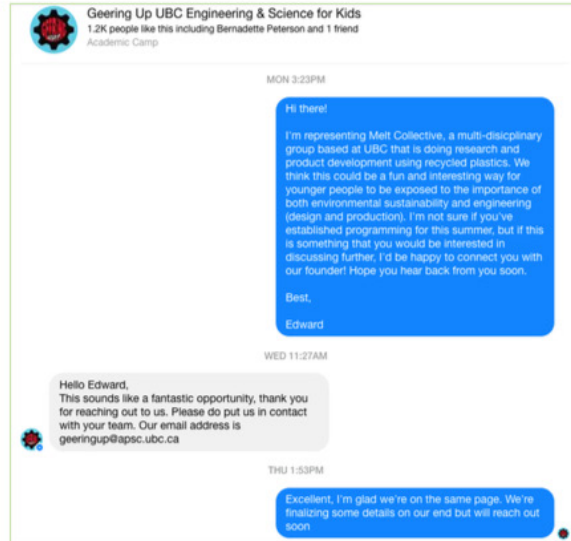 Geering Up UBC Engineering & Science for Kids
1.2K people like this including Bernadette Peterson and 1 friend
Academic Camp
MON 3:23PM
Hi there!
I'm representing Melt Collective, a multi-disicplinary
group based at UBC that is doing research and
product development using recycled plastics. We
think this could be a fun and interesting way for
younger people to be exposed to the importance of
both environmental sustainability and engineering
(design and production). I'm not sure if you've
established programming for this summer, but if this
is something that you would be interested in
discussing further, I'd be happy to connect you with
our founder! Hope you hear back from you soon.
Best,
Edward
WED 11:27AM
Hello Edward,
This sounds like a fantastic opportunity, thank you
for reaching out to us. Please do put us in contact
with your team. Our email address is
geeringup@apsc.ubc.ca
THU 1:53PM
Excellent, I'm glad we're on the same page. We're
finalizing some details on our end but will reach out
soon